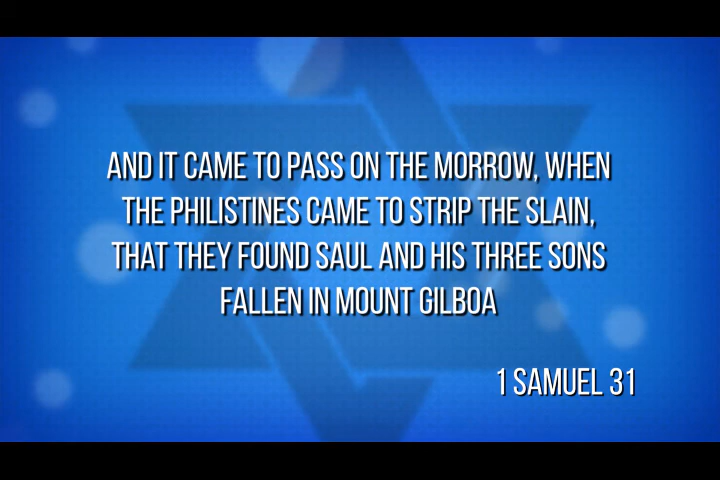 AND IT CAME TO PASS ON THE MORROW, WHEN
THE PHILISTINES CAME TO STRIP THE SLAIN,
THAT THEY FOUND SAUL AND HIS THREE SONS
FALLEN IN MOUNT GILBOA
1 SAMUEL 31